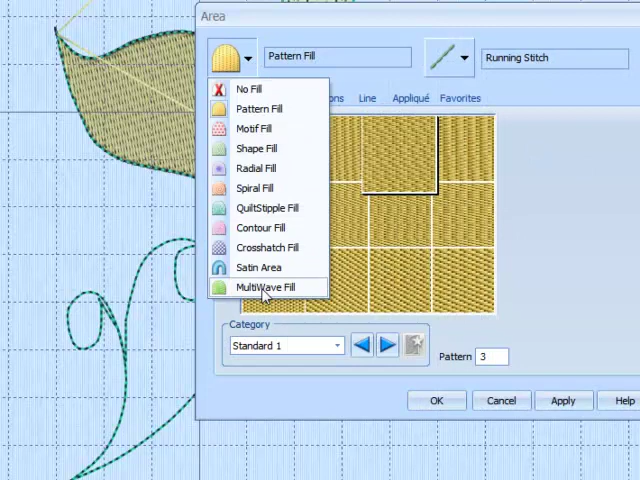 Area
Pattern Fill
Running Stitch
No Fill
ons Line Appliqué Favorites
Pattern Fill
Motif Fill
Shape Fill
Radial Fill
Spiral Fill
QuiltStipple Fill
Contour Fill
Crosshatch Fill
Satin Area
MultiWave Fill
Category
Standard 1
Pattern 3
OK Cancel Apply Help